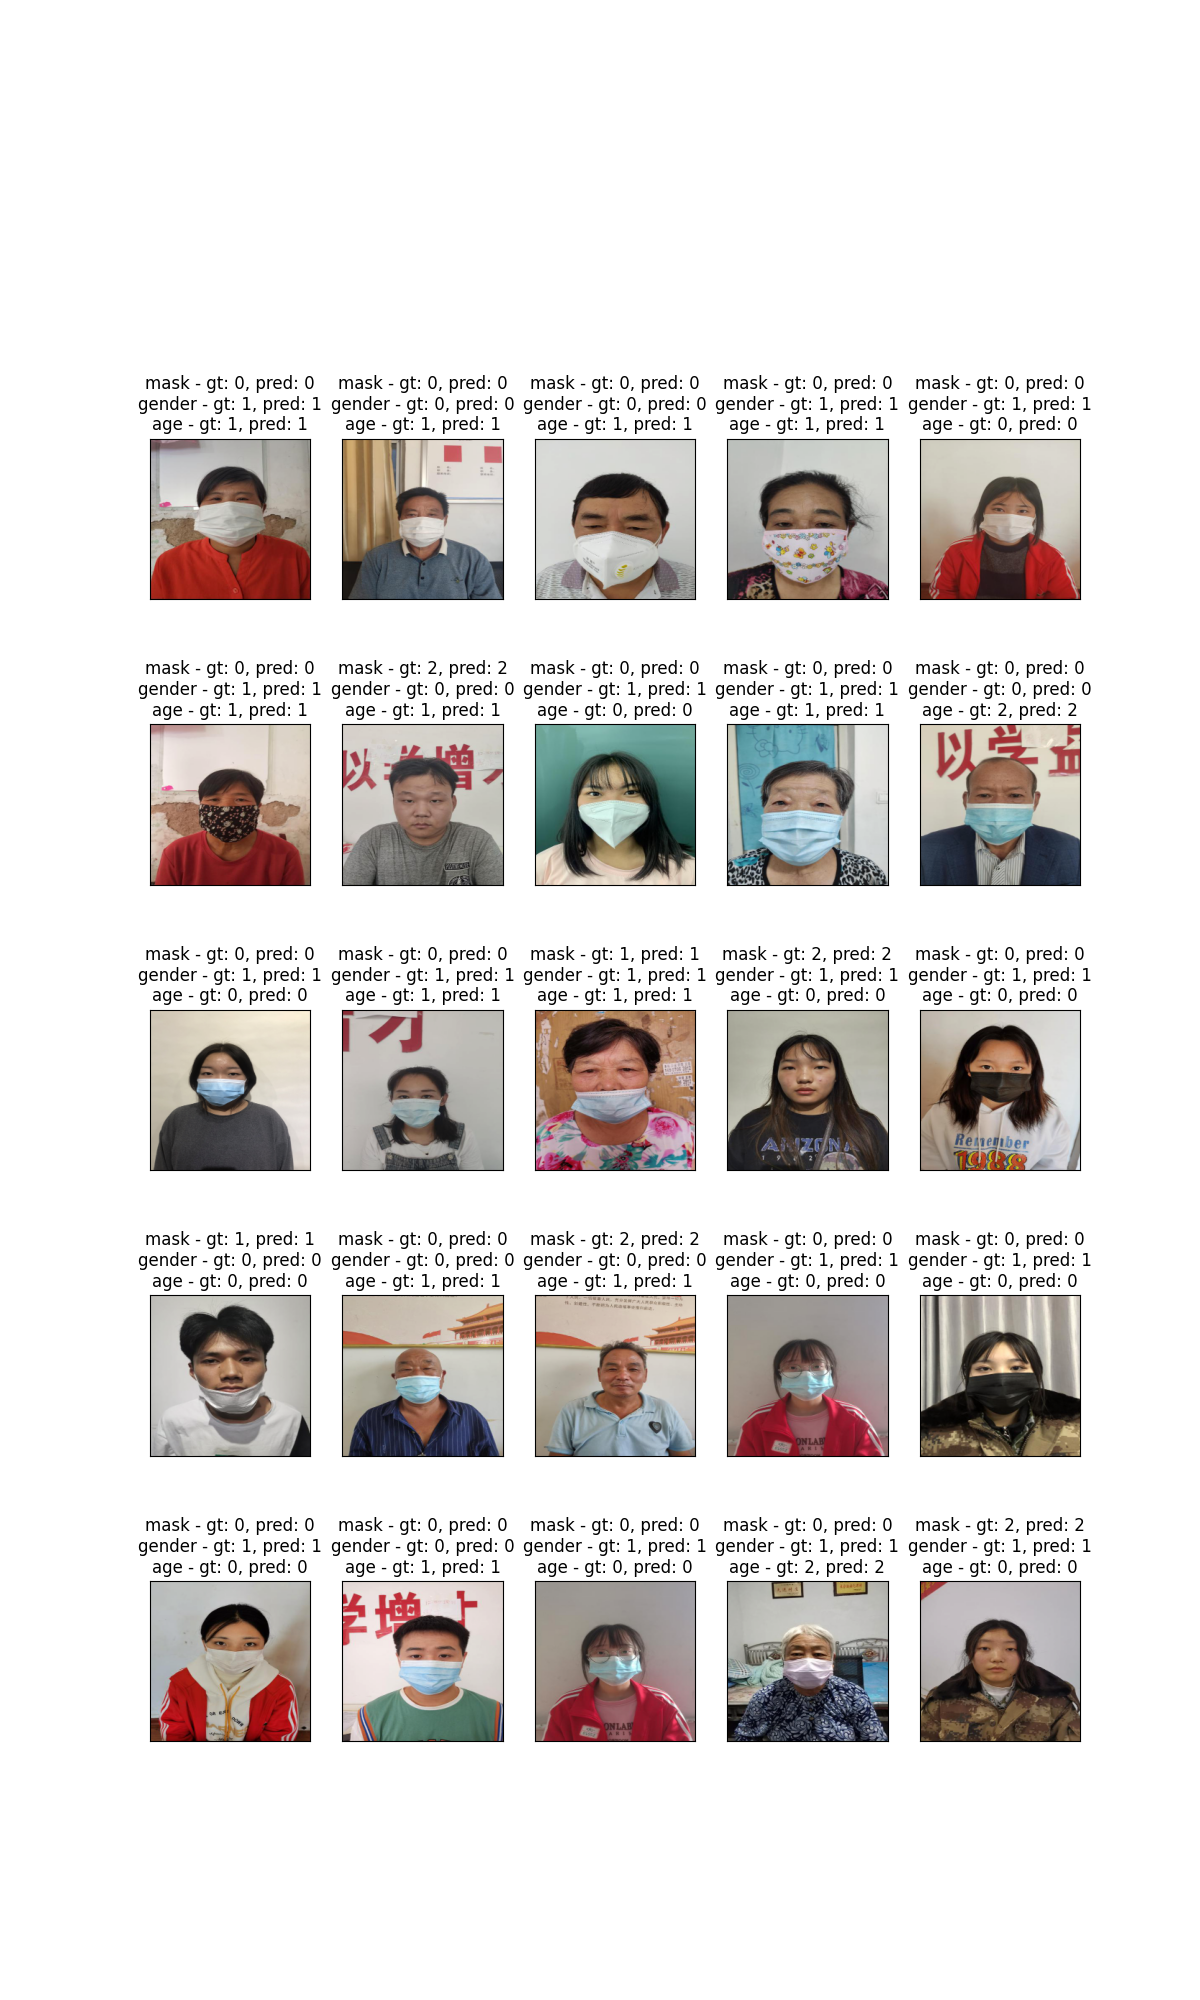 mask - gt: 0, pred: 0
gender - gt: 1, pred: 1
age - gt: 1, pred: 1
mask - gt: 0, pred: 0
gender - gt: 0, pred: 0
age - gt: 1, pred: 1
mask - gt: 0, pred: 0
gender - gt: 0, pred: 0
age - gt: 1, pred: 1
mask - gt: 0, pred: 0
gender - gt: 1, pred: 1
age - gt: 1, pred: 1
mask - gt: 0, pred: 0
gender - gt: 1, pred: 1
age - gt: 0, pred: 0
mask - gt: 0, pred: 0
gender - gt: 1, pred: 1
age - gt: 1, pred: 1
mask - gt: 2, pred: 2
gender - gt: 0, pred: 0
age - gt: 1, pred: 1
以学增
mask - gt: 0, pred: 0
gender - gt: 1, pred: 1
age - gt: 0, pred: 0
mask - gt: 0, pred: 0
gender - gt: 1, pred: 1
age - gt: 1, pred: 1
mask - gt: 0, pred: 0
gender - gt: 0, pred: 0
age - gt: 2, pred: 2
以学益
mask - gt: 0, pred: 0
gender - gt: 1, pred: 1
age - gt: 0, pred: 0
mask - gt: 0, pred: 0
gender - gt: 1, pred: 1
age - gt: 1, pred: 1
才
mask - gt: 1, pred: 1
gender - gt: 1, pred: 1
age - gt: 1, pred: 1
mask - gt: 2, pred: 2
gender - gt: 1, pred: 1
age - gt: 0, pred: 0
ARIZONA
mask - gt: 0, pred: 0
gender - gt: 1, pred: 1
age - gt: 0, pred: 0
Remember
1988
mask - gt: 1, pred: 1
gender - gt: 0, pred: 0
age - gt: 0, pred: 0
mask - gt: 0, pred: 0
gender - gt: 0, pred: 0
age - gt: 1, pred: 1
mask - gt: 2, pred: 2
gender - gt: 0, pred: 0
age - gt: 1, pred: 1
mask - gt: 0, pred: 0
gender - gt: 1, pred: 1
age - gt: 0, pred: 0
ONLAB
mask - gt: 0, pred: 0
gender - gt: 1, pred: 1
age - gt: 0, pred: 0
mask - gt: 0, pred: 0
gender - gt: 1, pred: 1
age - gt: 0, pred: 0
mask - gt: 0, pred: 0
gender - gt: 0, pred: 0
age - gt: 1, pred: 1
学增
mask - gt: 0, pred: 0
gender - gt: 1, pred: 1
age - gt: 0, pred: 0
ONLAB
mask - gt: 0, pred: 0
gender - gt: 1, pred: 1
age - gt: 2, pred: 2
mask - gt: 2, pred: 2
gender - gt: 1, pred: 1
age - gt: 0, pred: 0